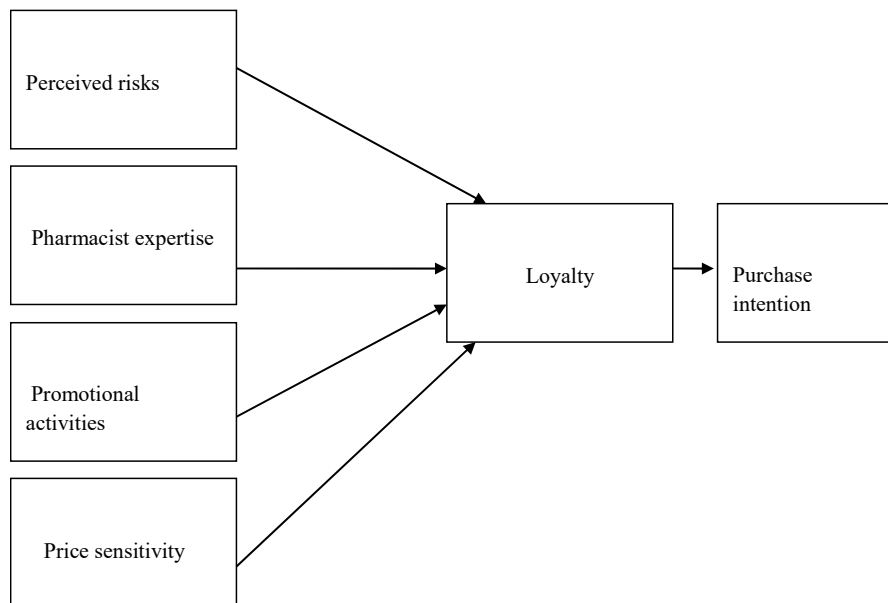 Perceived risks
Pharmacist expertise
Promotional
activities
Price sensitivity
Loyalty
Purchase
intention